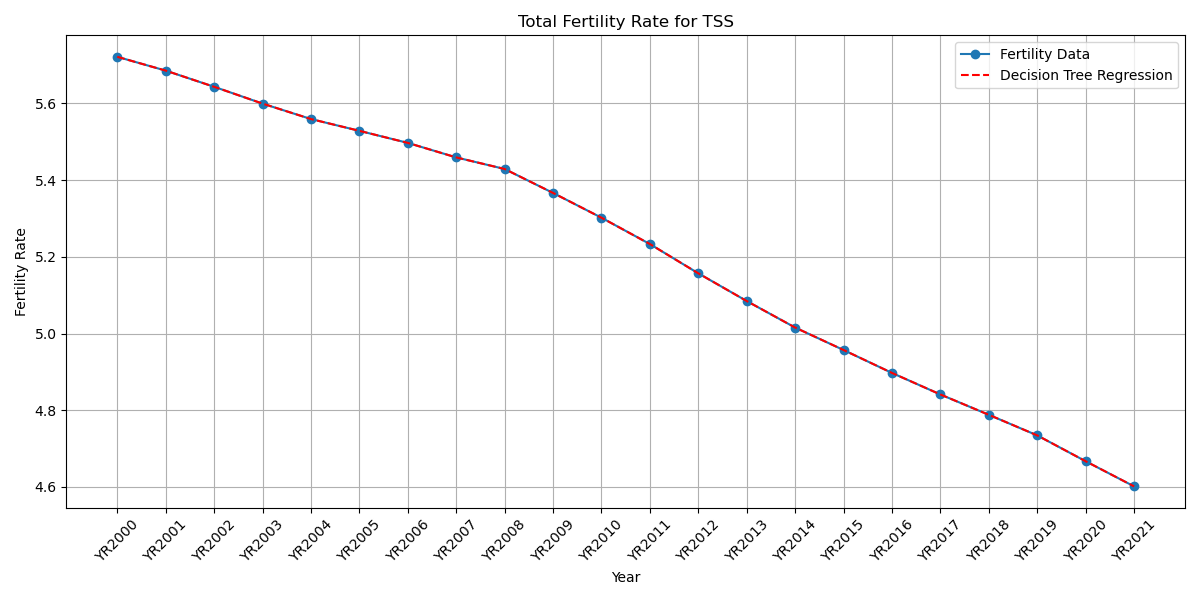 Total Fertility Rate for TSS
Fertility Data
Decision Tree Regression
Fertility Rate
5.6
5.4
5.2
5.0
4.8
4.6
YR2000
YR2001
YR2002
YR2003
YR2004
YR2005
YR2006
YR2007
YR2008
YR2009
YR2010
YR2011
YR2012
YR2013
YR2014
YR2015
YR2016
YR2017
YR2018
YR2019
YR2020
YR2021
Year